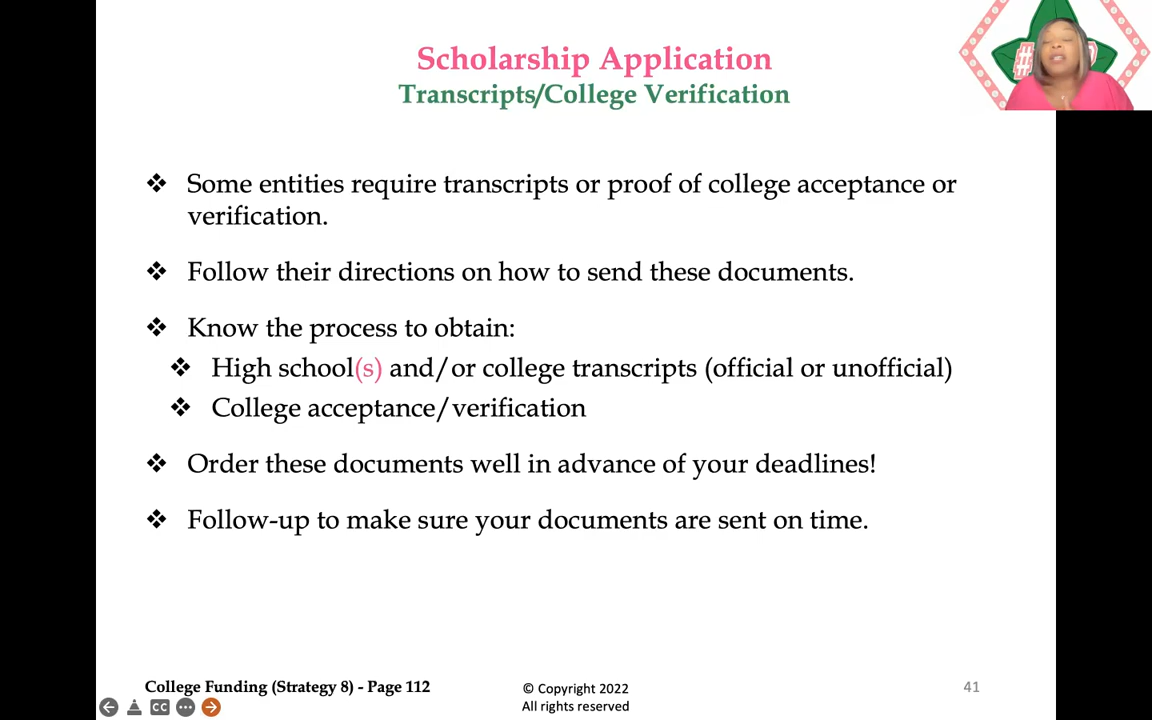 Scholarship Application
Transcripts/College Verification
❖ Some entities require transcripts or proof of college acceptance or
verification.
❖ Follow their directions on how to send these documents.
❖ Know the process to obtain:
❖ High school(s) and/or college transcripts (official or unofficial)
❖ College acceptance/verification
❖ Order these documents well in advance of your deadlines!
❖ Follow-up to make sure your documents are sent on time.
College Funding (Strategy 8) - Page 112
© Copyright 2022
All rights reserved
41
CC